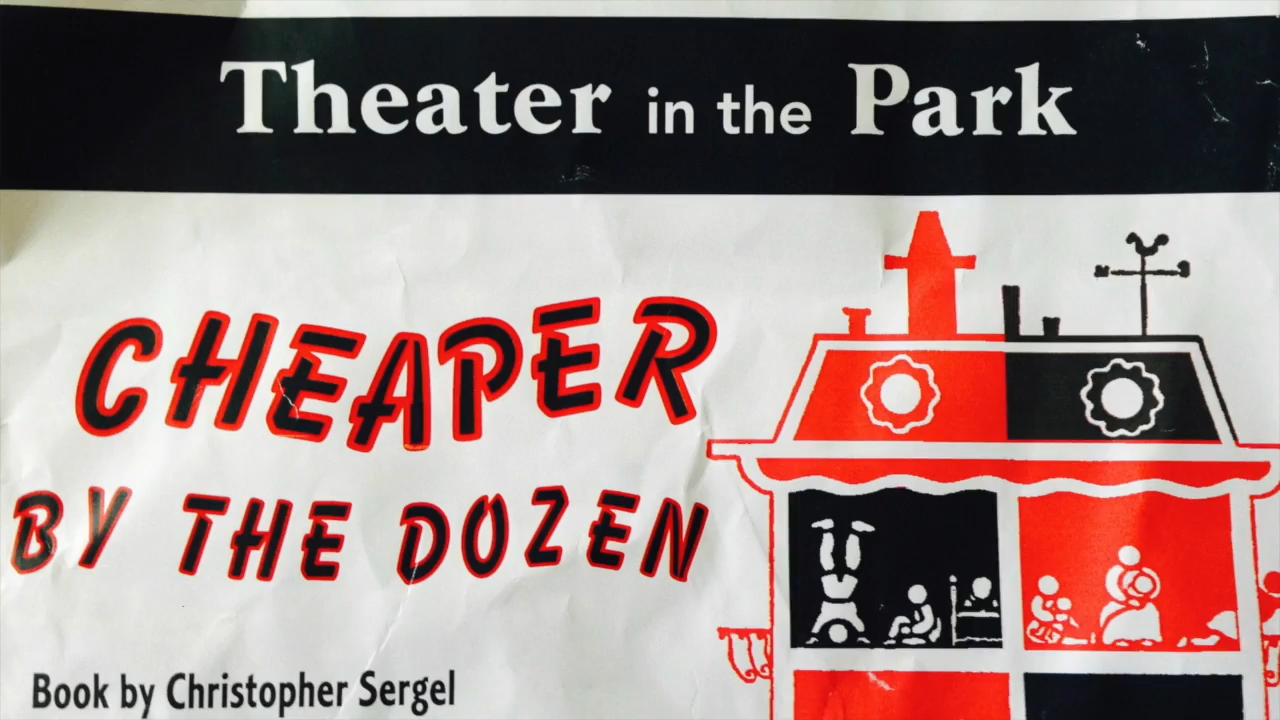 Theater in the Park
CHEAPER
BY THE DOZEN
Book by Christopher Sergel